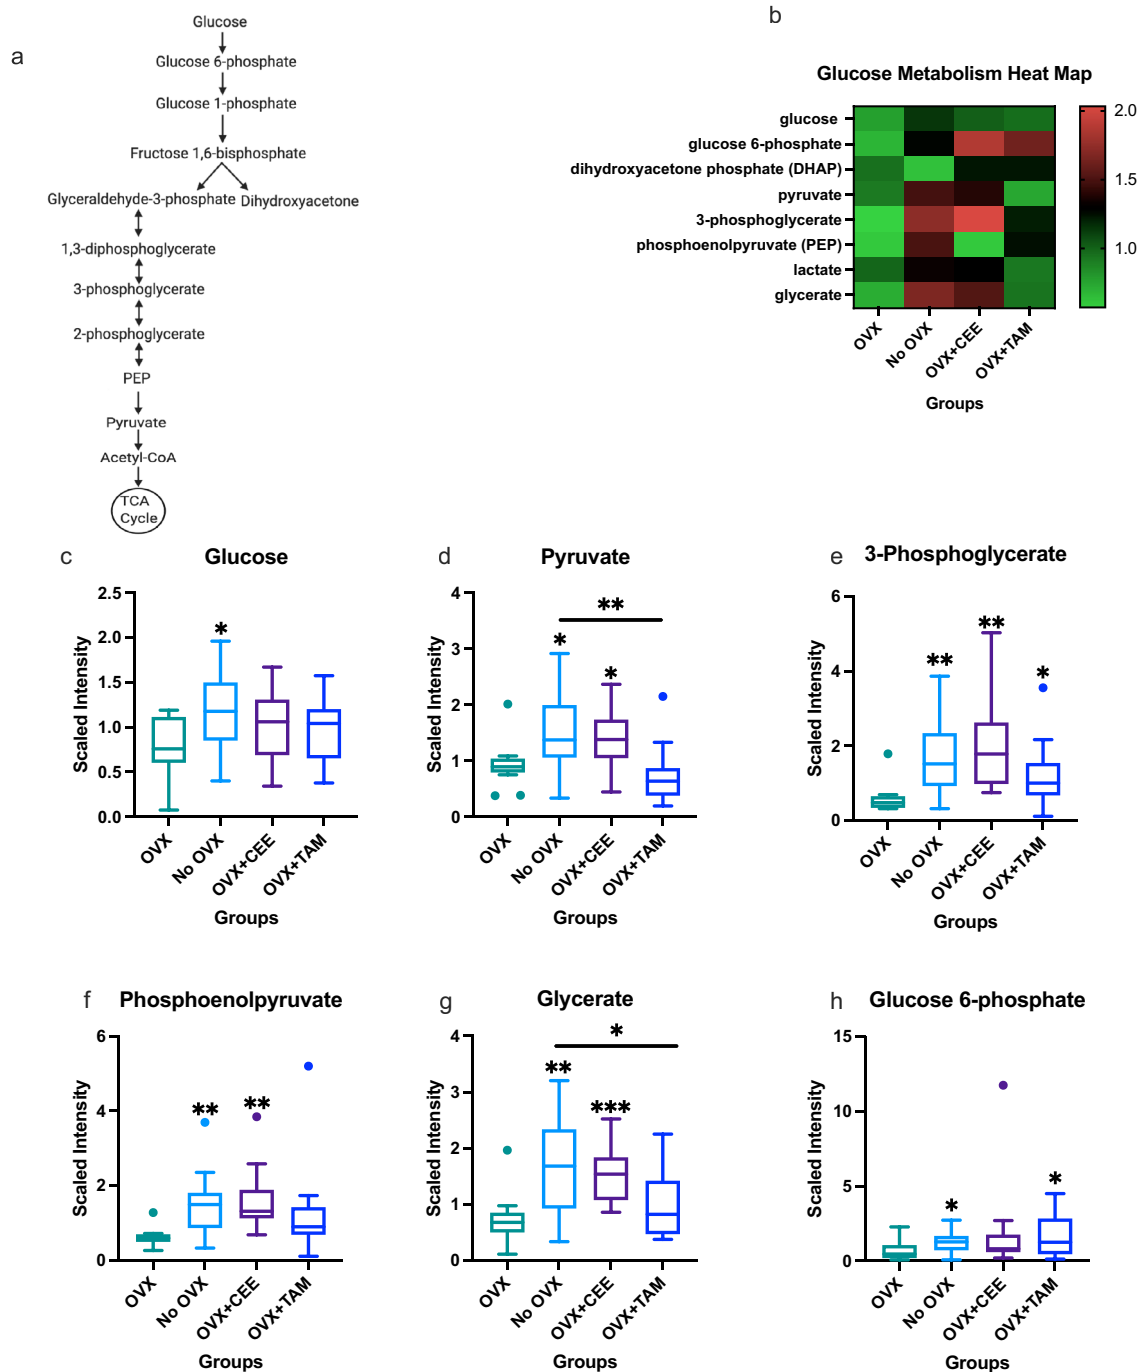 a
Glucose
Glucose 6-phosphate
Glucose 1-phosphate
Fructose 1,6-bisphosphate
Glyceraldehyde-3-phosphate Dihydroxyacetone
1,3-diphosphoglycerate
3-phosphoglycerate
2-phosphoglycerate
PEP
Pyruvate
Acetyl-CoA
TCA
Cycle
b
Glucose Metabolism Heat Map
glucose
glucose 6-phosphate
dihydroxyacetone phosphate (DHAP)
pyruvate
3-phosphoglycerate
phosphoenolpyruvate (PEP)
lactate
glycerate
OVX
No OVX
OVX+CEE
OVX+TAM
Groups
2.0
1.5
1.0
c
Glucose
Scaled Intensity
2.5
2.0
1.5
1.0
0.5
0.0
*
OVX
No OVX
OVX+CEE
OVX+TAM
Groups
d
Pyruvate
Scaled Intensity
4
3
2
1
0
**
*
*
OVX
No OVX
OVX+CEE
OVX+TAM
Groups
e
3-Phosphoglycerate
Scaled Intensity
6
4
2
0
**
**
*
OVX
No OVX
OVX+CEE
OVX+TAM
Groups
f
Phosphoenolpyruvate
Scaled Intensity
6
4
2
0
**
**
OVX
No OVX
OVX+CEE
OVX+TAM
Groups
g
Glycerate
Scaled Intensity
4
3
2
1
0
*
**
***
OVX
No OVX
OVX+CEE
OVX+TAM
Groups
h
Glucose 6-phosphate
Scaled Intensity
15
10
5
0
*
*
OVX
No OVX
OVX+CEE
OVX+TAM
Groups